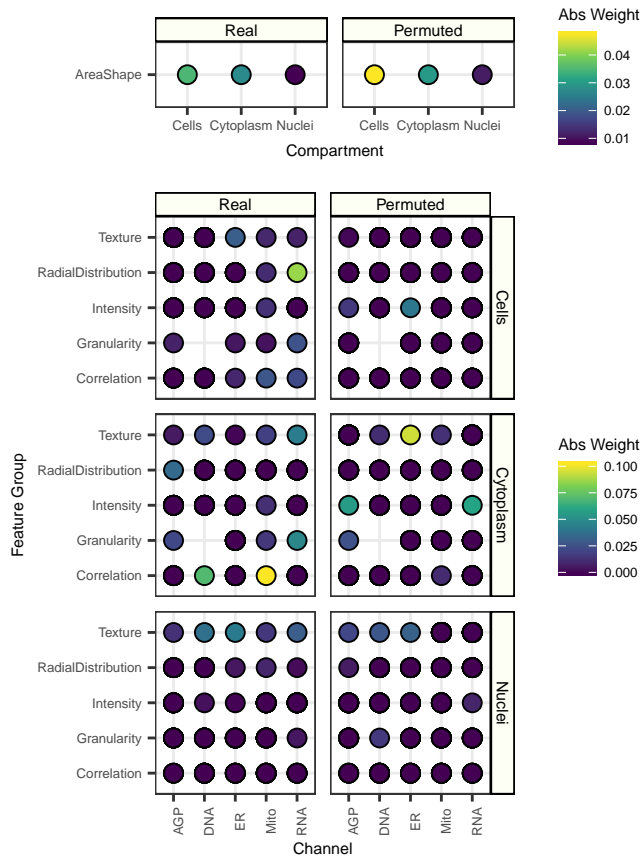 Abs Weight
Real
Permuted
0.04
0.03
0.02
0.01
AreaShape
Cells
Cytoplasm
Nuclei
Cells
Cytoplasm
Nuclei
Compartment
Real
Permuted
Texture
RadialDistribution
Intensity
Granularity
Correlation
Cells
Texture
RadialDistribution
Intensity
Granularity
Correlation
Cytoplasm
Abs Weight
0.100
0.075
0.050
0.025
0.000
Feature Group
Texture
RadialDistribution
Intensity
Granularity
Correlation
Nuclei
AGP
DNA
ER
Mito
RNA
AGP
DNA
ER
Mito
RNA
Channel